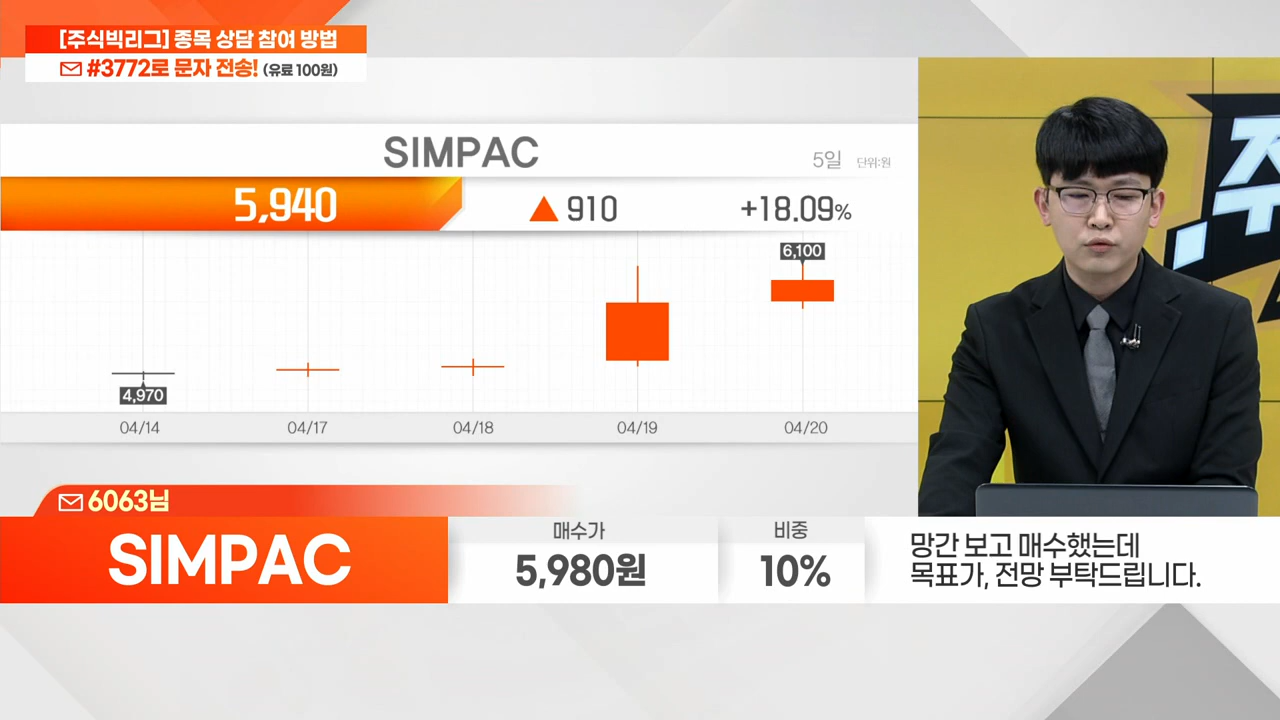 [주식빅리그] 종목 상담 참여 방법
#3772로 문자 전송! (유료 100원)
SIMPAC
5일 단위:원
5,940 ▲ 910 +18.09%
6,100
4,970
04/14 04/17 04/18 04/19 04/20
6063님
SIMPAC
매수가
5,980원
비중
10%
망간 보고 매수했는데
목표가, 전망 부탁드립니다.